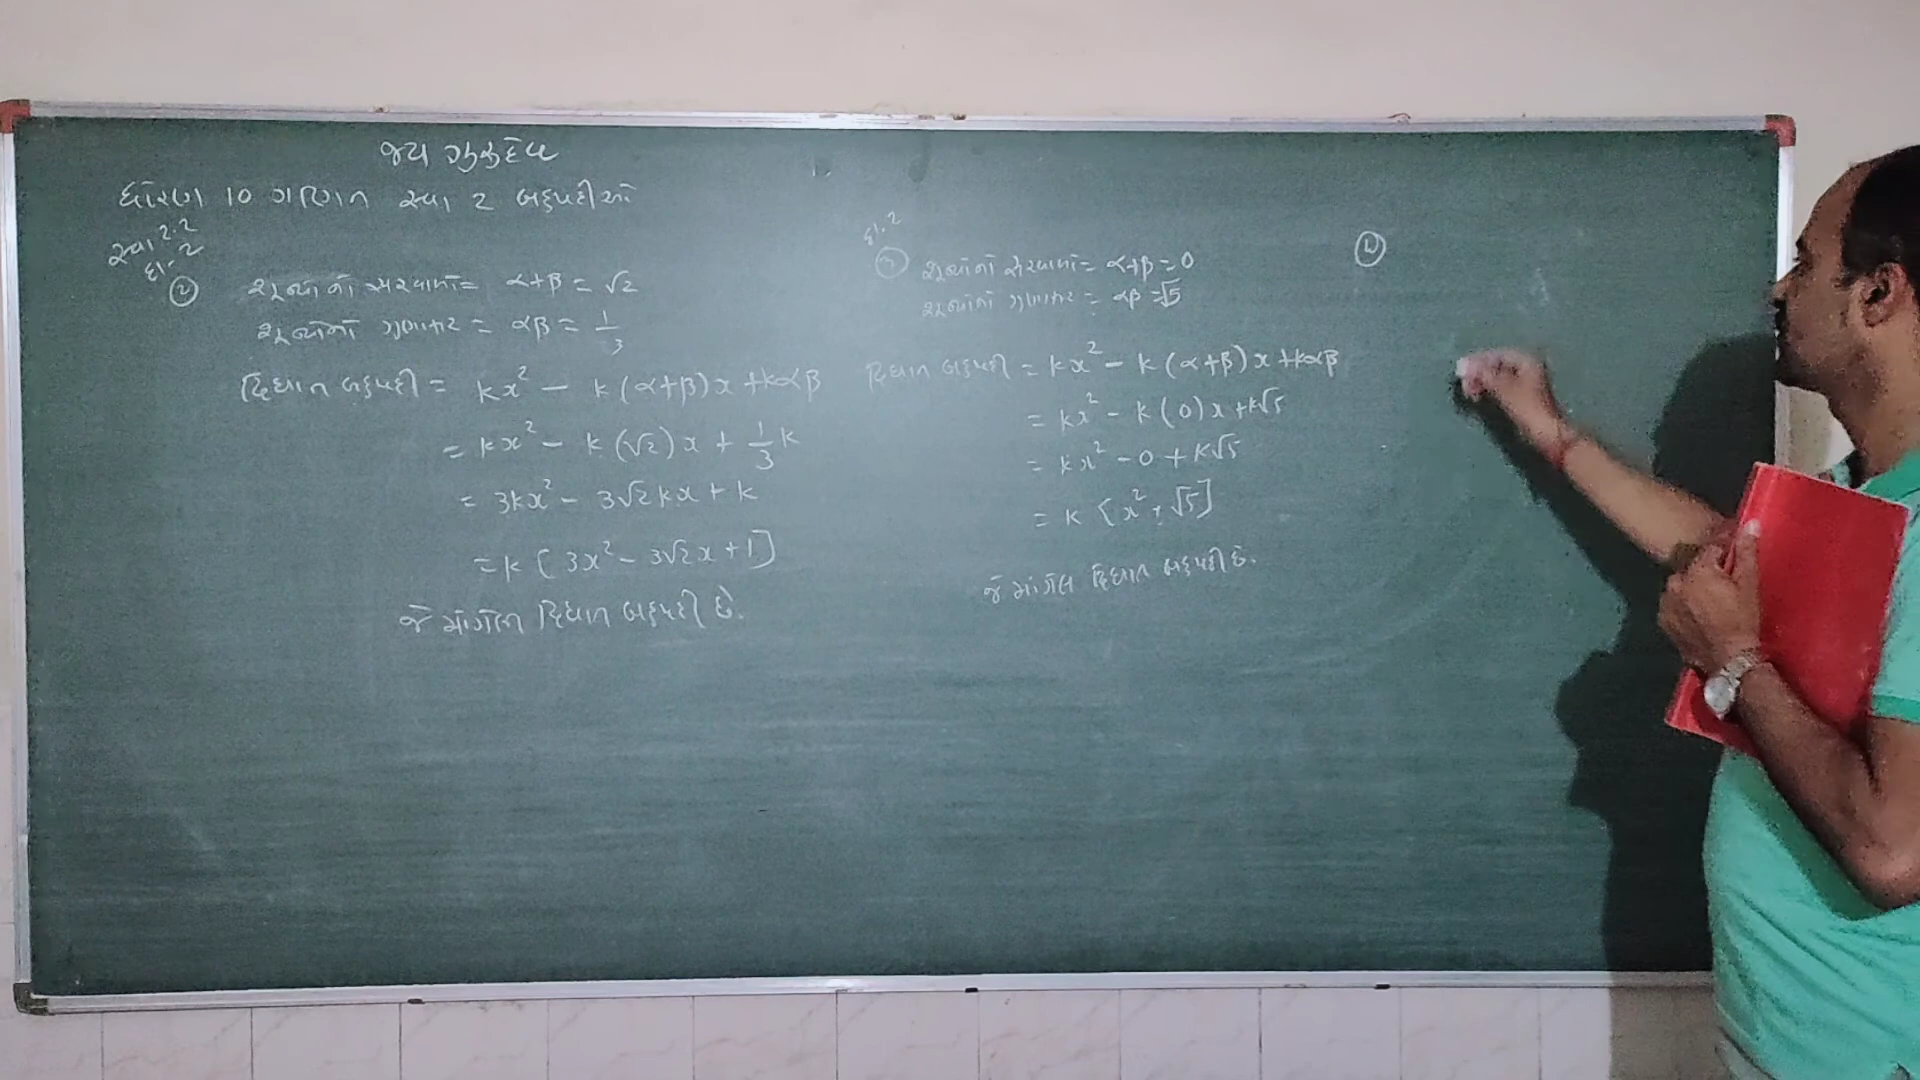 જય ગુરુદેવ
ધોરણ 10 ગણિત સ્વા 2 બહુપદીઓ
સ્વા 2.2
દા-2
② શૂન્યોનો સરવાળો = α+β = √2
શૂન્યોનો ગુણાકાર = αβ = 1/3
દ્વિઘાત બહુપદી = kx² - k(α+β)x + kαβ
= kx² - k(√2)x + 1/3 k
= 3kx² - 3√2kx + k
= k [3x² - 3√2x + 1]
જે માંગેલ દ્વિઘાત બહુપદી છે.
દા.2
શૂન્યોનો સરવાળો = α+β = 0
શૂન્યોનો ગુણાકાર = αβ = √5
દ્વિઘાત બહુપદી = kx² - k(α+β)x + kαβ
= kx² - k(0)x + k√5
= kx² - 0 + k√5
= k [x² + √5]
જે માંગેલ દ્વિઘાત બહુપદી છે.